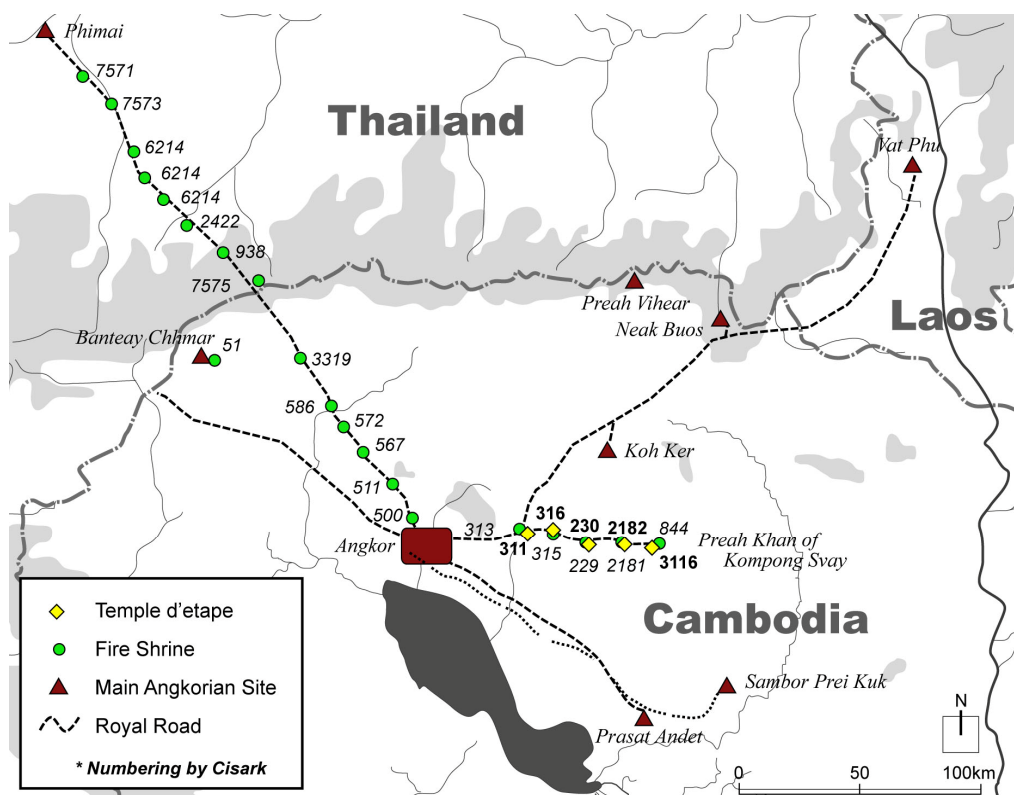 Phimai
7571
7573
Thailand
6214
Vat Phu
6214
6214
2422
938
7575
Preah Vihear
Laos
Neak Buos
Banteay Chhmar
51
3319
586
572
567
Koh Ker
511
500
313
316
230
2182
844
Angkor
311
315
229
2181
3116
Preah Khan of
Kompong Svay
Cambodia
Temple d'etape
Fire Shrine
Main Angkorian Site
Royal Road
* Numbering by Cisark
Sambor Prei Kuk
Prasat Andet
N
0
50
100km